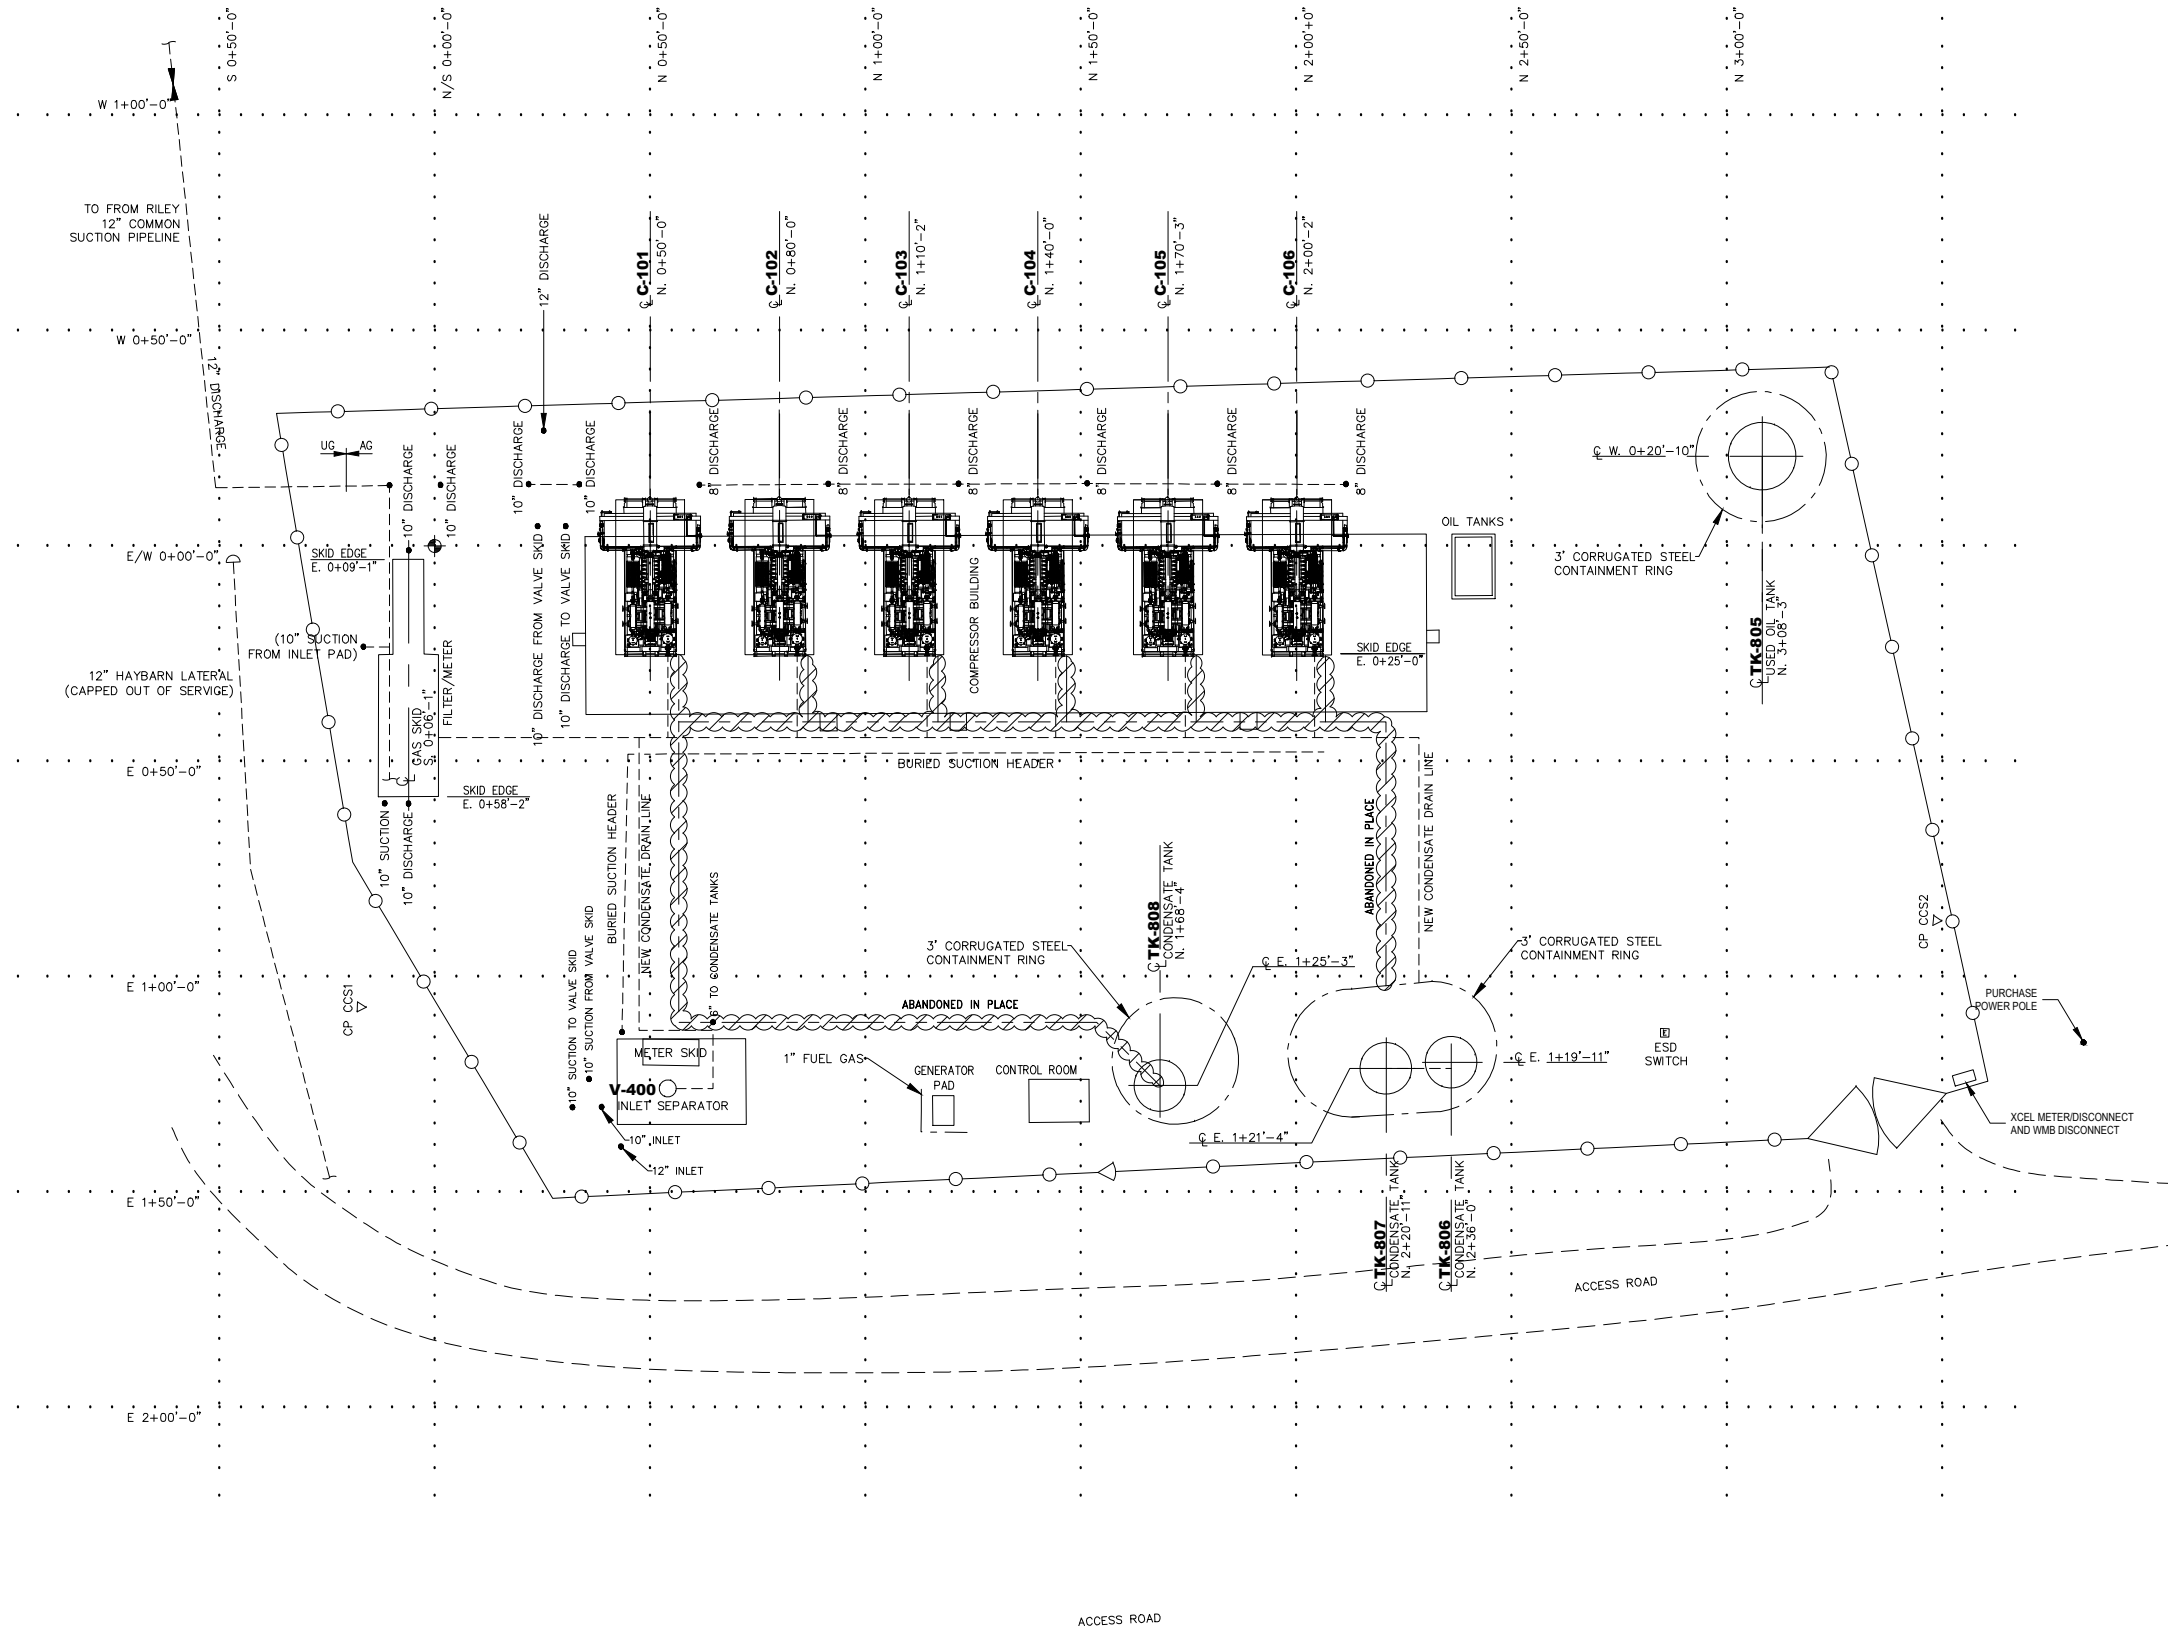 S 0+50'-0"
N/S 0+00'-0"
N 0+50'-0"
N 1+00'-0"
N 1+50'-0"
N 2+00'+0"
N 2+50'-0"
N 3+00'-0"
W 1+00'-0"
TO FROM RILEY
12" COMMON
SUCTION PIPELINE
12" DISCHARGE
C-101
N. 0+50'-0"
C-102
N. 0+80'-0"
C-103
N. 1+10'-2"
C-104
N. 1+40'-0"
C-105
N. 1+70'-3"
C-106
N. 2+00'-2"
W 0+50'-0"
12" DISCHARGE
UG
AG
10" DISCHARGE
10" DISCHARGE
10" DISCHARGE
10" DISCHARGE
8" DISCHARGE
8" DISCHARGE
8" DISCHARGE
8" DISCHARGE
8" DISCHARGE
8" DISCHARGE
℄ W. 0+20'-10"
OIL TANKS
3' CORRUGATED STEEL
CONTAINMENT RING
E/W 0+00'-0"
SKID EDGE
E. 0+09'-1"
10" DISCHARGE FROM VALVE SKID
10" DISCHARGE TO VALVE SKID
COMPRESSOR BUILDING
TK-805
USED OIL TANK
N. 3+08'-3"
(10" SUCTION
FROM INLET PAD)
SKID EDGE
E. 0+25'-0"
12" HAYBARN LATERAL
(CAPPED OUT OF SERVICE)
GAS SKID
S. 0+06'-1"
FILTER/METER
E 0+50'-0"
BURIED SUCTION HEADER
SKID EDGE
E. 0+58'-2"
10" SUCTION
10" DISCHARGE
BURIED SUCTION HEADER
NEW CONDENSATE DRAIN LINE
6" TO CONDENSATE TANKS
ABANDONED IN PLACE
NEW CONDENSATE DRAIN LINE
TK-808
CONDENSATE TANK
N. 1+68'-4"
CP CCS2
10" SUCTION TO VALVE SKID
10" SUCTION FROM VALVE SKID
3' CORRUGATED STEEL
CONTAINMENT RING
3' CORRUGATED STEEL
CONTAINMENT RING
℄ E. 1+25'-3"
E 1+00'-0"
CP CCS1
ABANDONED IN PLACE
PURCHASE
POWER POLE
E
ESD
SWITCH
METER SKID
1" FUEL GAS
GENERATOR
PAD
CONTROL ROOM
℄ E. 1+19'-11"
V-400
INLET SEPARATOR
XCEL METER/DISCONNECT
AND WMB DISCONNECT
10" INLET
℄ E. 1+21'-4"
12" INLET
E 1+50'-0"
TK-807
CONDENSATE TANK
N. 2+20'-11"
TK-806
CONDENSATE TANK
N. 2+36'-0"
ACCESS ROAD
E 2+00'-0"
ACCESS ROAD